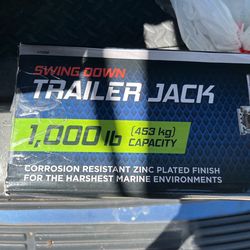 SWING DOWN
TRAILER JACK
1,000 lb (453 kg) CAPACITY
CORROSION RESISTANT ZINC PLATED FINISH
FOR THE HARSHEST MARINE ENVIRONMENTS